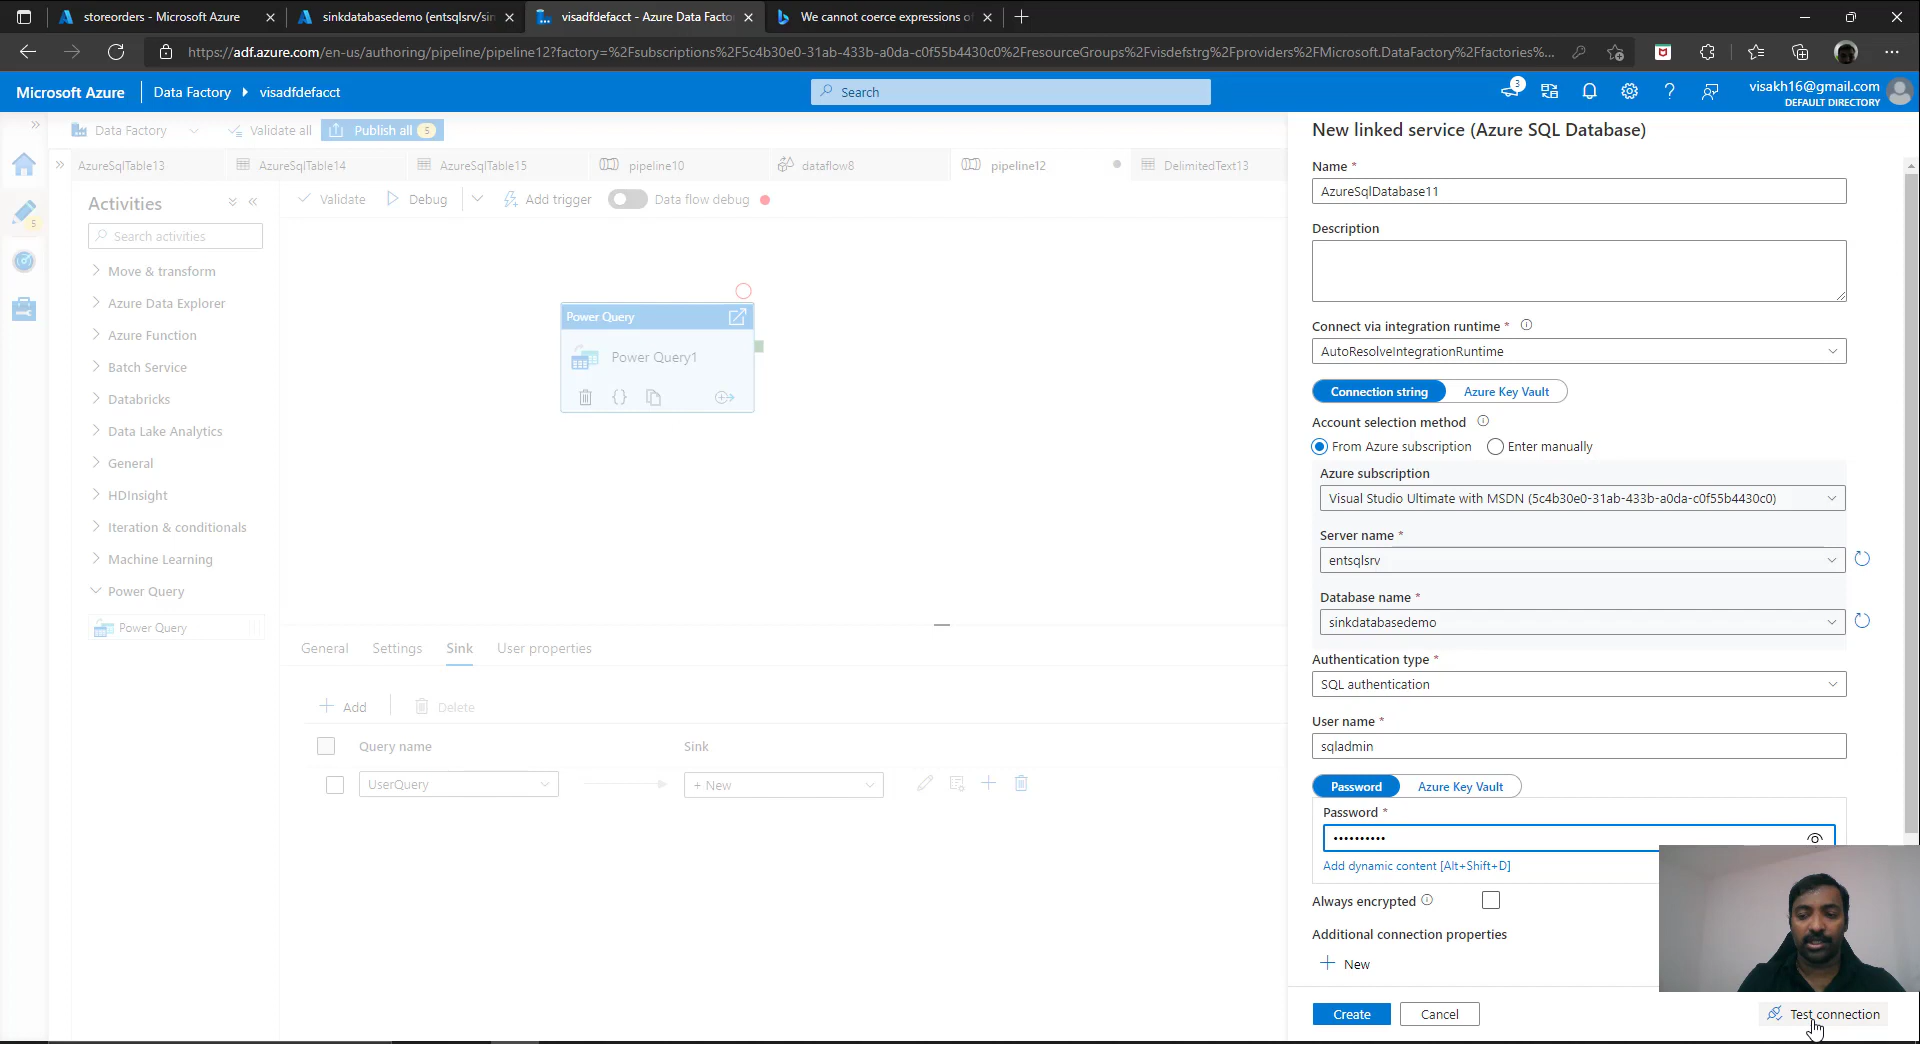 storeorders - Microsoft Azure
sinkdatabasedemo (entsqlsrv/sin
visadfdefacct - Azure Data Facto
We cannot coerce expressions of
https://adf.azure.com/en-us/authoring/pipeline/pipeline12?factory=%2Fsubscriptions%2F5c4b30e0-31ab-433b-a0da-c0f55b4430c0%2FresourceGroups%2Fvisdefstrg%2Fproviders%2FMicrosoft.DataFactory%2Ffactories%...
Microsoft Azure
Data Factory
visadfdefacct
Search
3
visakh16@gmail.com
DEFAULT DIRECTORY
Data Factory
Validate all
Publish all
5
AzureSqlTable13
AzureSqlTable14
AzureSqlTable15
pipeline10
dataflow8
pipeline12
DelimitedText13
5
Activities
Search activities
Move & transform
Azure Data Explorer
Azure Function
Batch Service
Databricks
Data Lake Analytics
General
HDInsight
Iteration & conditionals
Machine Learning
Power Query
Power Query
Validate
Debug
Add trigger
Data flow debug
Power Query
Power Query1
General
Settings
Sink
User properties
Add
Delete
Query name
Sink
UserQuery
+ New
New linked service (Azure SQL Database)
Name *
AzureSqlDatabase11
Description
Connect via integration runtime *
AutoResolveIntegrationRuntime
Connection string
Azure Key Vault
Account selection method
From Azure subscription
Enter manually
Azure subscription
Visual Studio Ultimate with MSDN (5c4b30e0-31ab-433b-a0da-c0f55b4430c0)
Server name *
entsqlsrv
Database name *
sinkdatabasedemo
Authentication type *
SQL authentication
User name *
sqladmin
Password
Azure Key Vault
Password *
••••••••••
Add dynamic content [Alt+Shift+D]
Always encrypted
Additional connection properties
New
Create
Cancel
Test connection